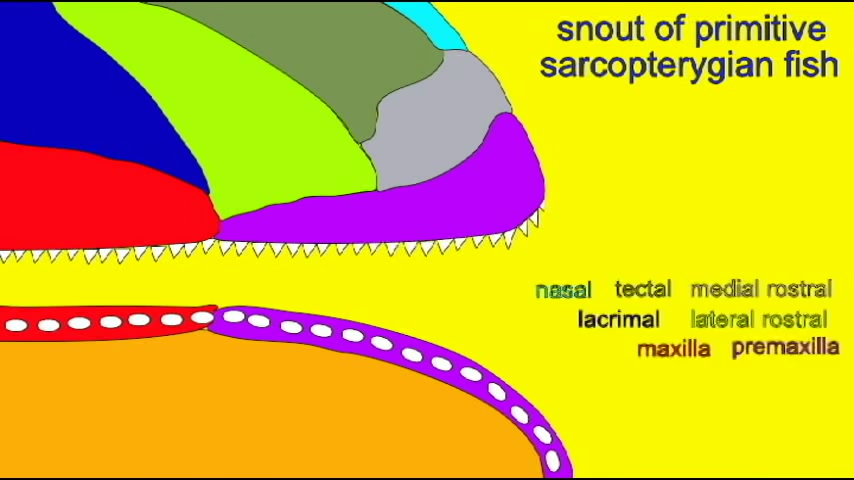 snout of primitive
sarcopterygian fish
nasal tectal medial rostral
lacrimal lateral rostral
maxilla premaxilla